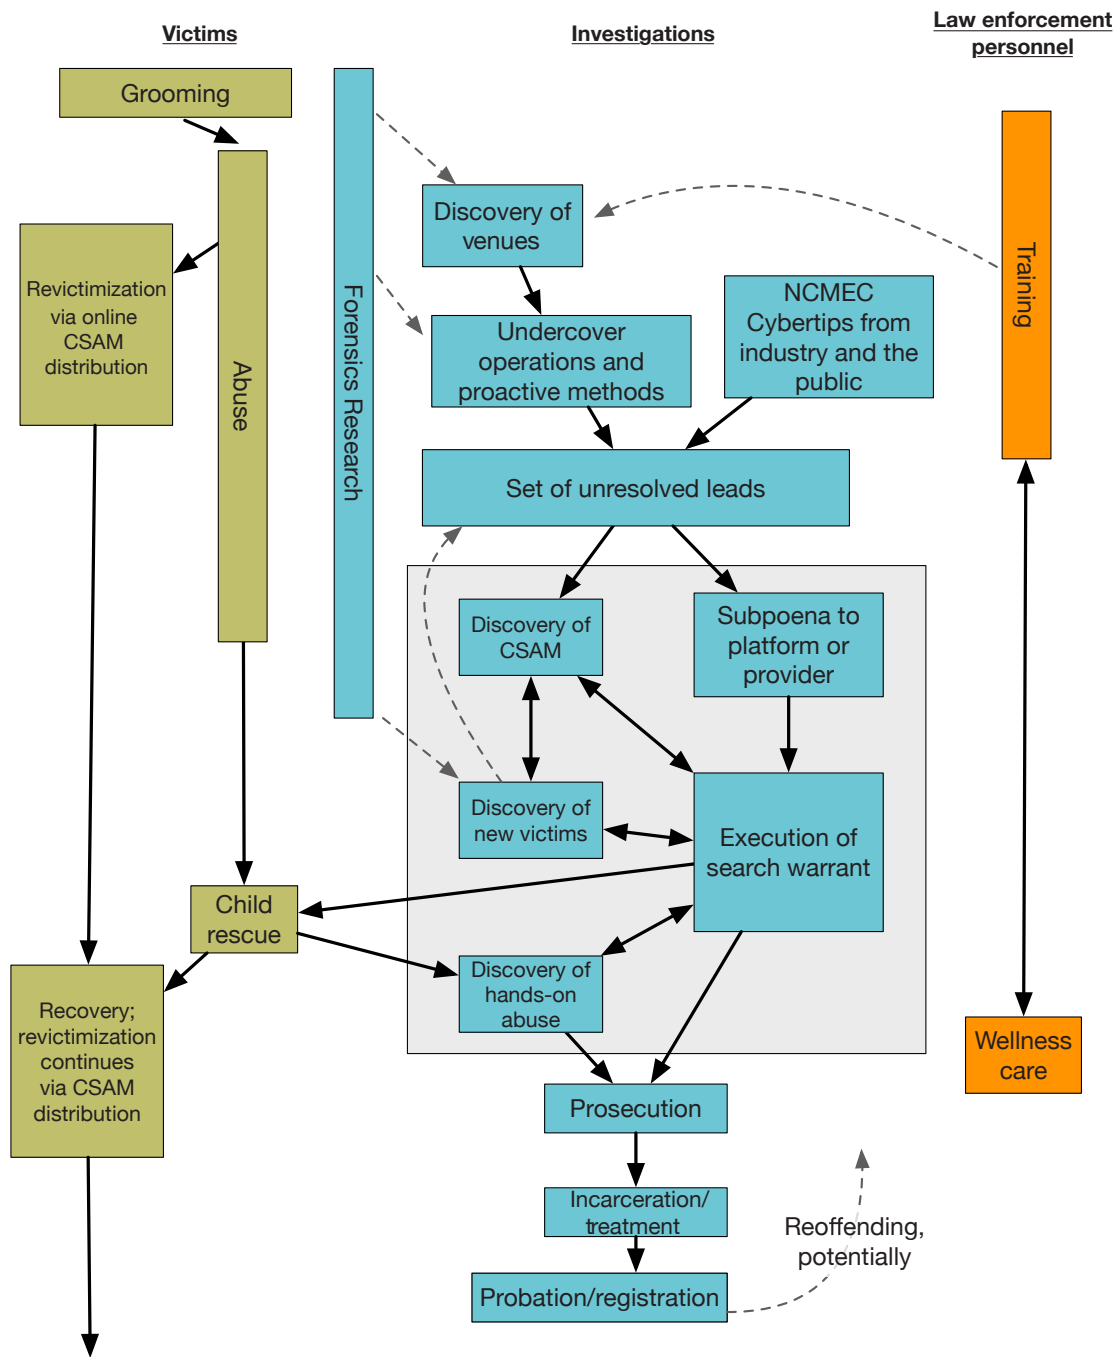 Victims
Investigations
Law enforcement
personnel
Grooming
Abuse
Revictimization
via online
CSAM
distribution
Forensics Research
Discovery of
venues
Undercover
operations and
proactive methods
NCMEC
Cybertips from
industry and the
public
Training
Set of unresolved leads
Discovery of
CSAM
Subpoena to
platform or
provider
Discovery of
new victims
Execution of
search warrant
Child
rescue
Discovery of
hands-on
abuse
Recovery;
revictimization
continues
via CSAM
distribution
Wellness
care
Prosecution
Incarceration/
treatment
Reoffending,
potentially
Probation/registration